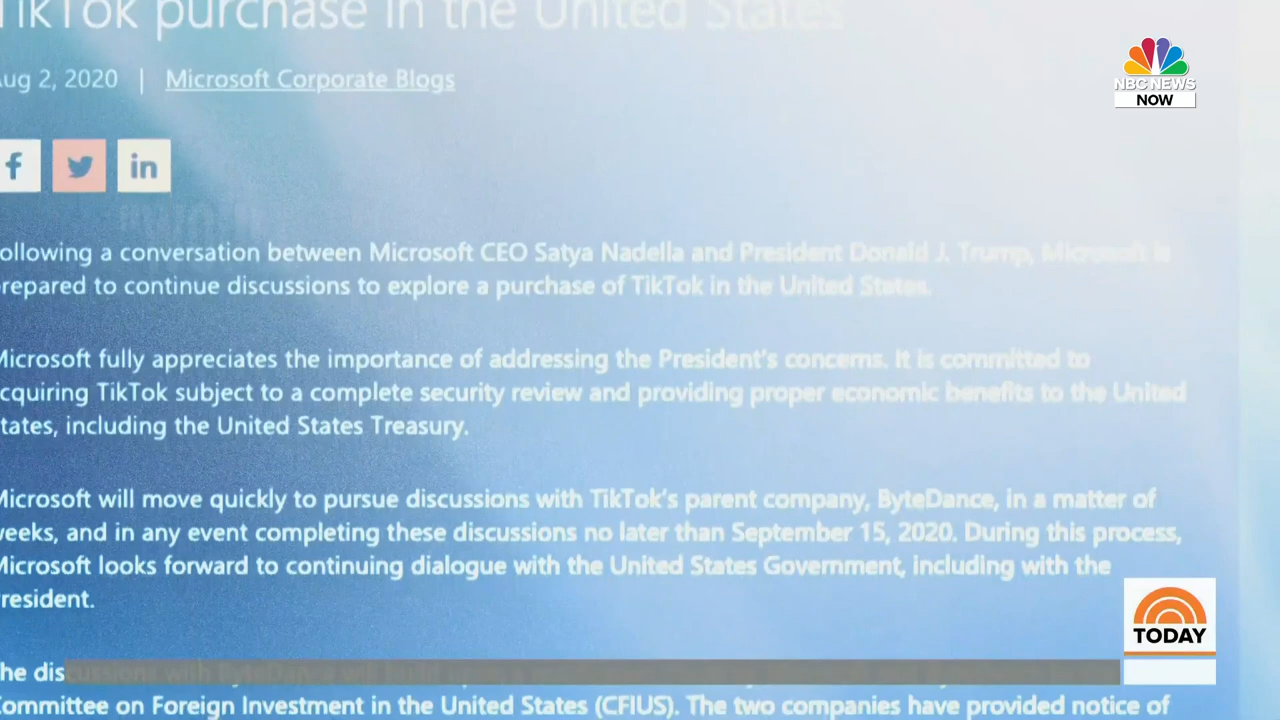 TikTok purchase in the United States
NBC NEWS
NOW
Aug 2, 2020 | Microsoft Corporate Blogs
f
in
ollowing a conversation between Microsoft CEO Satya Nadella and President Donald J. Trump, Microsoft is
repared to continue discussions to explore a purchase of TikTok in the United States.
Microsoft fully appreciates the importance of addressing the President's concerns. It is committed to
cquiring TikTok subject to a complete security review and providing proper economic benefits to the United
tates, including the United States Treasury.
Microsoft will move quickly to pursue discussions with TikTok's parent company, ByteDance, in a matter of
weeks, and in any event completing these discussions no later than September 15, 2020. During this process,
Microsoft looks forward to continuing dialogue with the United States Government, including with the
resident.
TODAY
he discussions with ByteDance will
Committee on Foreign Investment in the United States (CFIUS). The two companies have provided notice of